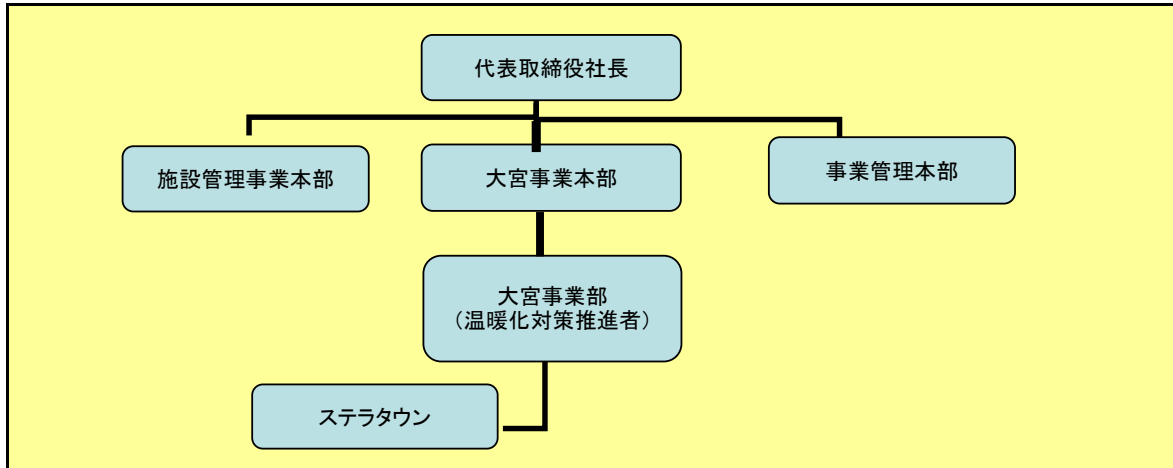 代表取締役社長
施設管理事業本部
大宮事業本部
事業管理本部
大宮事業部
（温暖化対策推進者）
ステラタウン